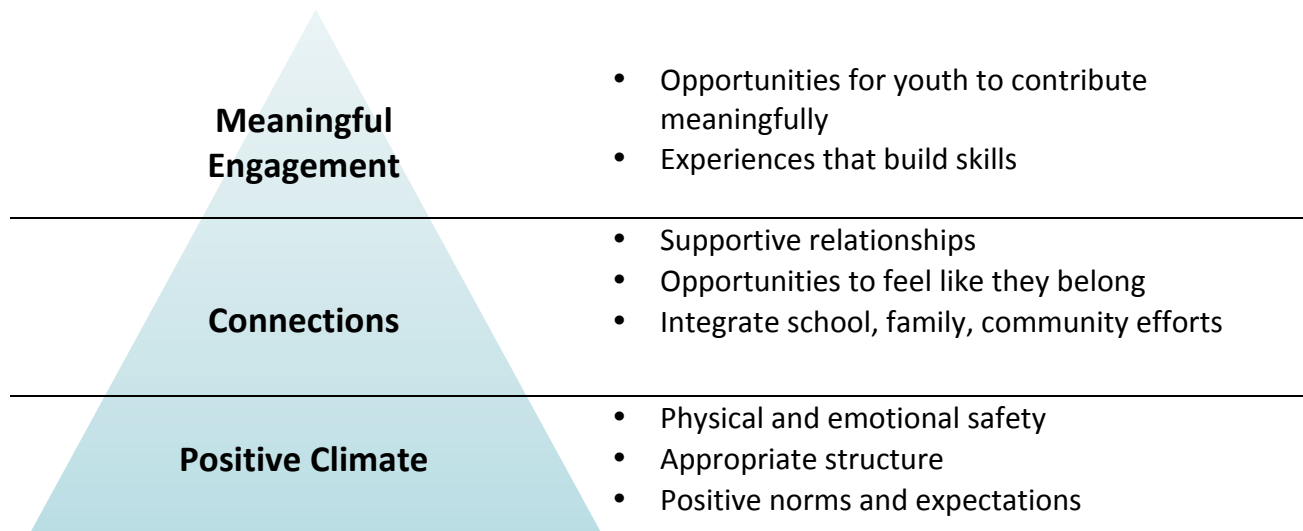 Meaningful
Engagement
• Opportunities for youth to contribute
meaningfully
• Experiences that build skills
Connections
• Supportive relationships
• Opportunities to feel like they belong
• Integrate school, family, community efforts
Positive Climate
• Physical and emotional safety
• Appropriate structure
• Positive norms and expectations